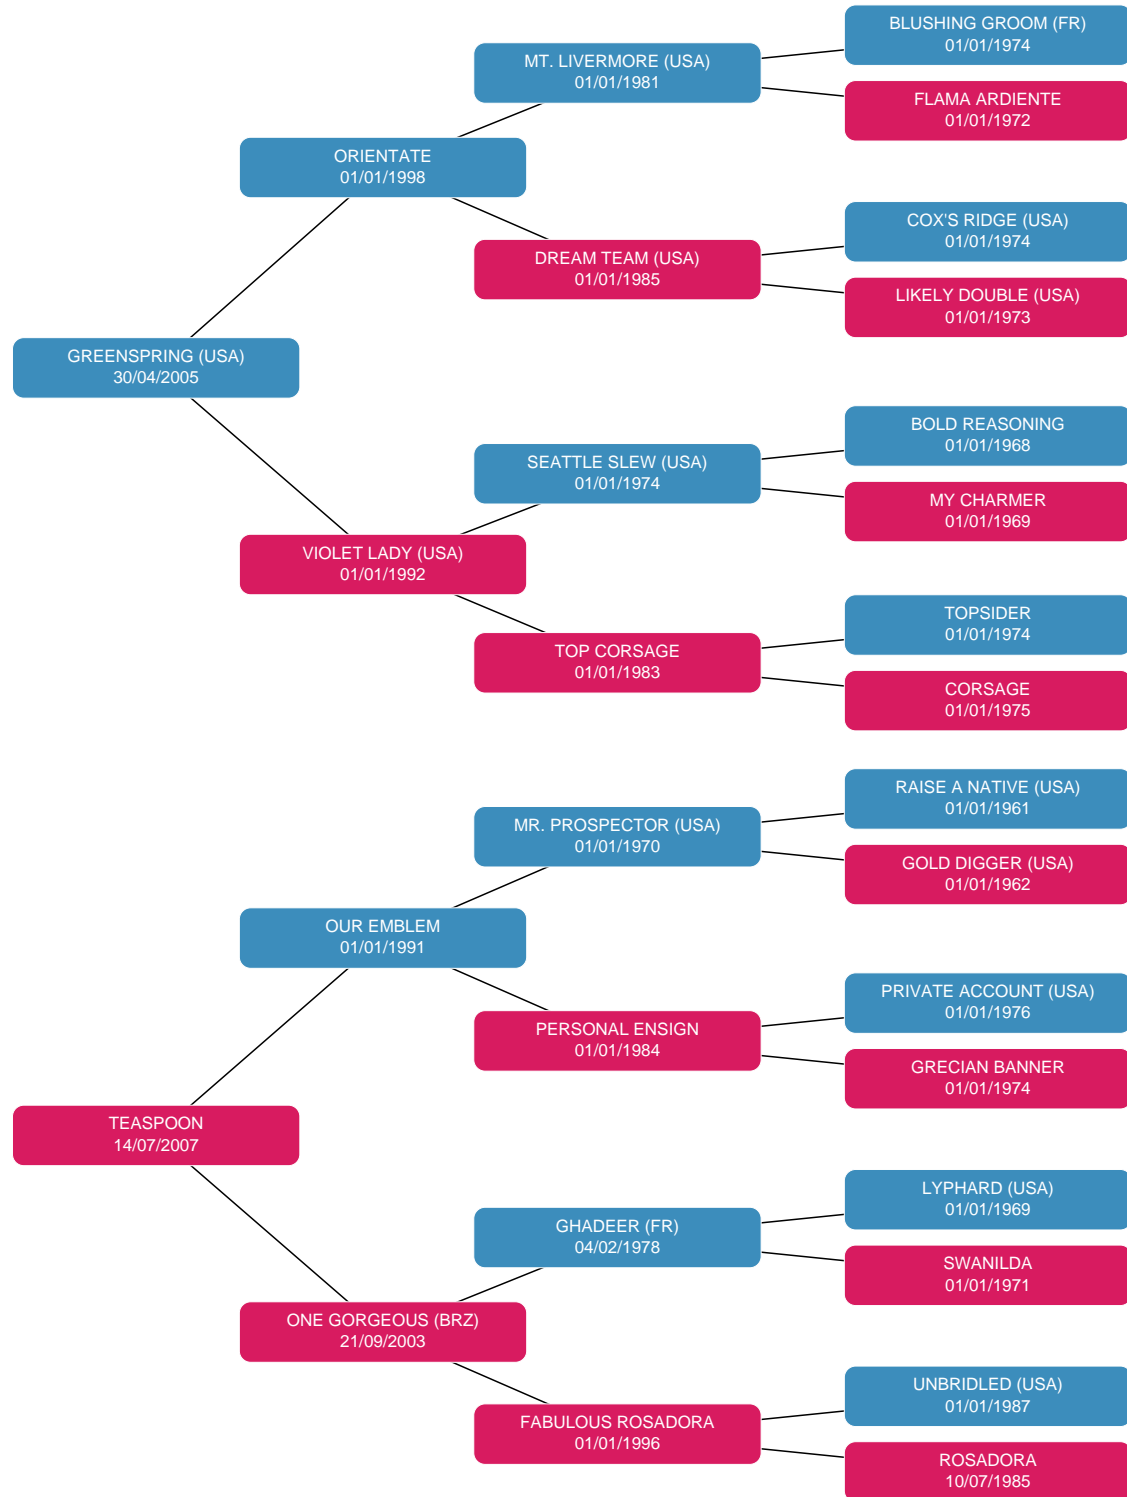 BLUSHING GROOM (FR)
01/01/1974
MT. LIVERMORE (USA)
01/01/1981
FLAMA ARDIENTE
01/01/1972
ORIENTATE
01/01/1998
COX'S RIDGE (USA)
01/01/1974
DREAM TEAM (USA)
01/01/1985
LIKELY DOUBLE (USA)
01/01/1973
GREENSPRING (USA)
30/04/2005
BOLD REASONING
01/01/1968
SEATTLE SLEW (USA)
01/01/1974
MY CHARMER
01/01/1969
VIOLET LADY (USA)
01/01/1992
TOPSIDER
01/01/1974
TOP CORSAGE
01/01/1983
CORSAGE
01/01/1975
RAISE A NATIVE (USA)
01/01/1961
MR. PROSPECTOR (USA)
01/01/1970
GOLD DIGGER (USA)
01/01/1962
OUR EMBLEM
01/01/1991
PRIVATE ACCOUNT (USA)
01/01/1976
PERSONAL ENSIGN
01/01/1984
GRECIAN BANNER
01/01/1974
TEASPOON
14/07/2007
LYPHARD (USA)
01/01/1969
GHADEER (FR)
04/02/1978
SWANILDA
01/01/1971
ONE GORGEOUS (BRZ)
21/09/2003
UNBRIDLED (USA)
01/01/1987
FABULOUS ROSADORA
01/01/1996
ROSADORA
10/07/1985